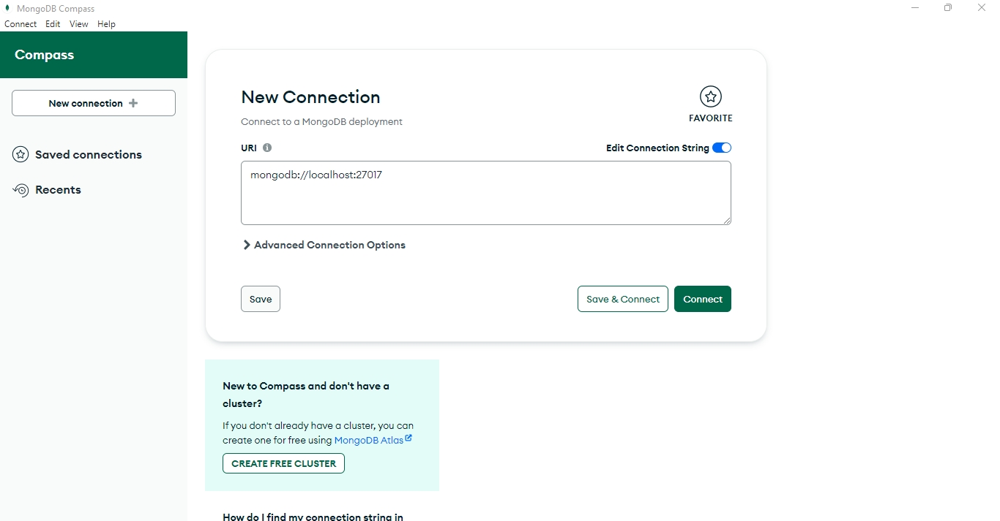 MongoDB Compass
Connect Edit View Help
Compass
New connection
Saved connections
Recents
New Connection
Connect to a MongoDB deployment
FAVORITE
URI
Edit Connection String
mongodb://localhost:27017
Advanced Connection Options
Save
Save & Connect
Connect
New to Compass and don't have a
cluster?
If you don't already have a cluster, you can
create one for free using MongoDB Atlas
CREATE FREE CLUSTER
How do I find my connection string in